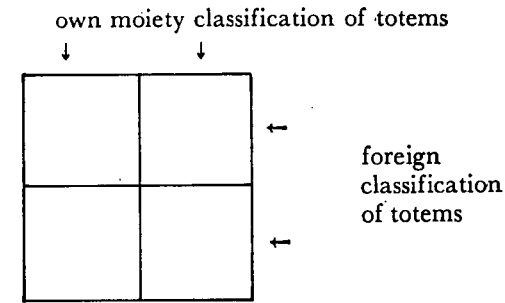 own moiety classification of totems
foreign
classification
of totems